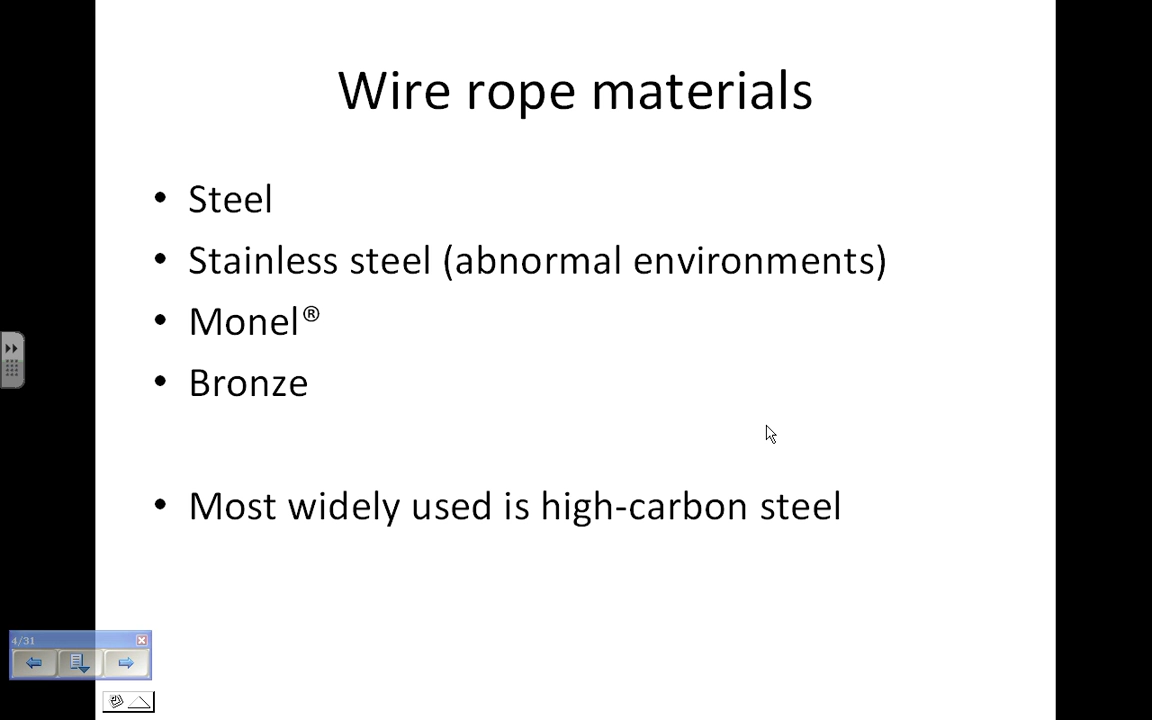 Wire rope materials
• Steel
• Stainless steel (abnormal environments)
• Monel®
• Bronze
• Most widely used is high-carbon steel
4/31